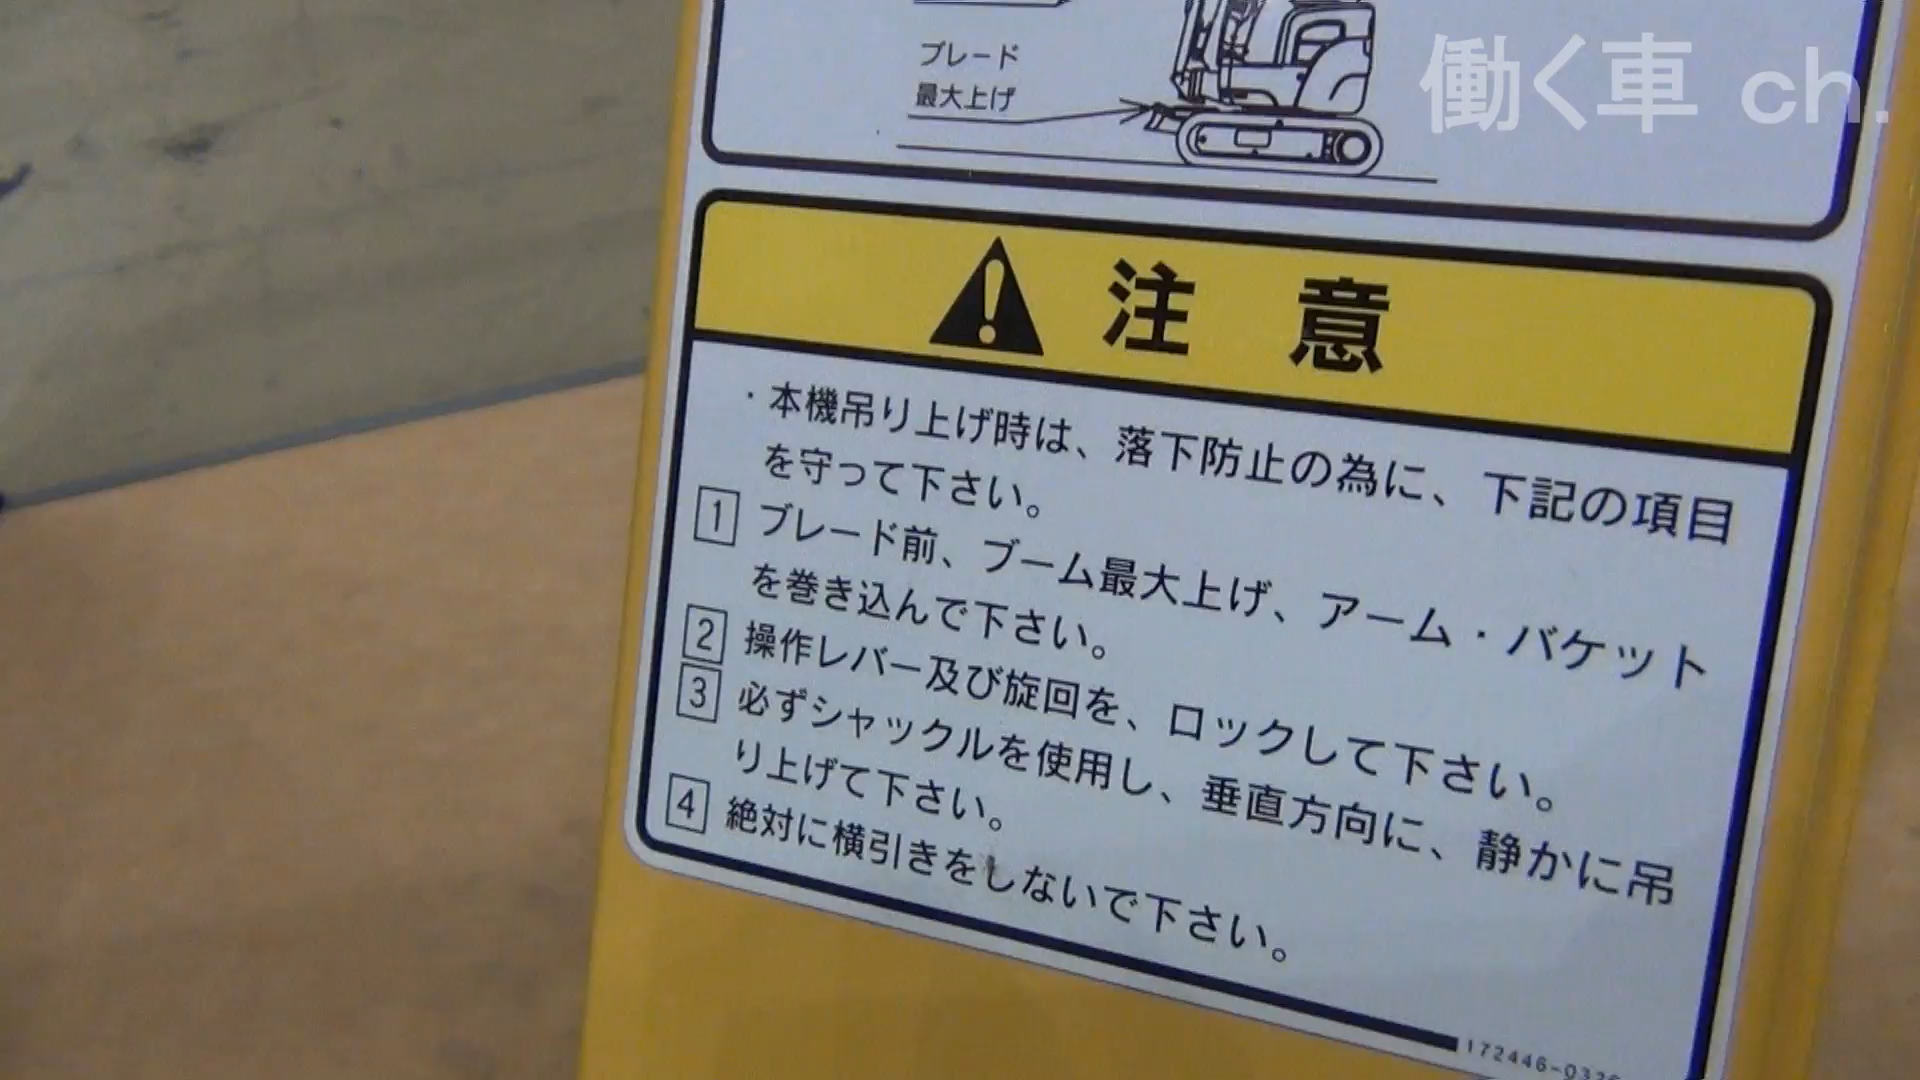 働く車 ch.
ブレード
最大上げ
注 意
・本機吊り上げ時は、落下防止の為に、下記の項目
を守って下さい。
1 ブレード前、ブーム最大上げ、アーム・バケット
を巻き込んで下さい。
2 操作レバー及び旋回を、ロックして下さい。
3 必ずシャックルを使用し、垂直方向に、静かに吊
り上げて下さい。
4 絶対に横引きをしないで下さい。